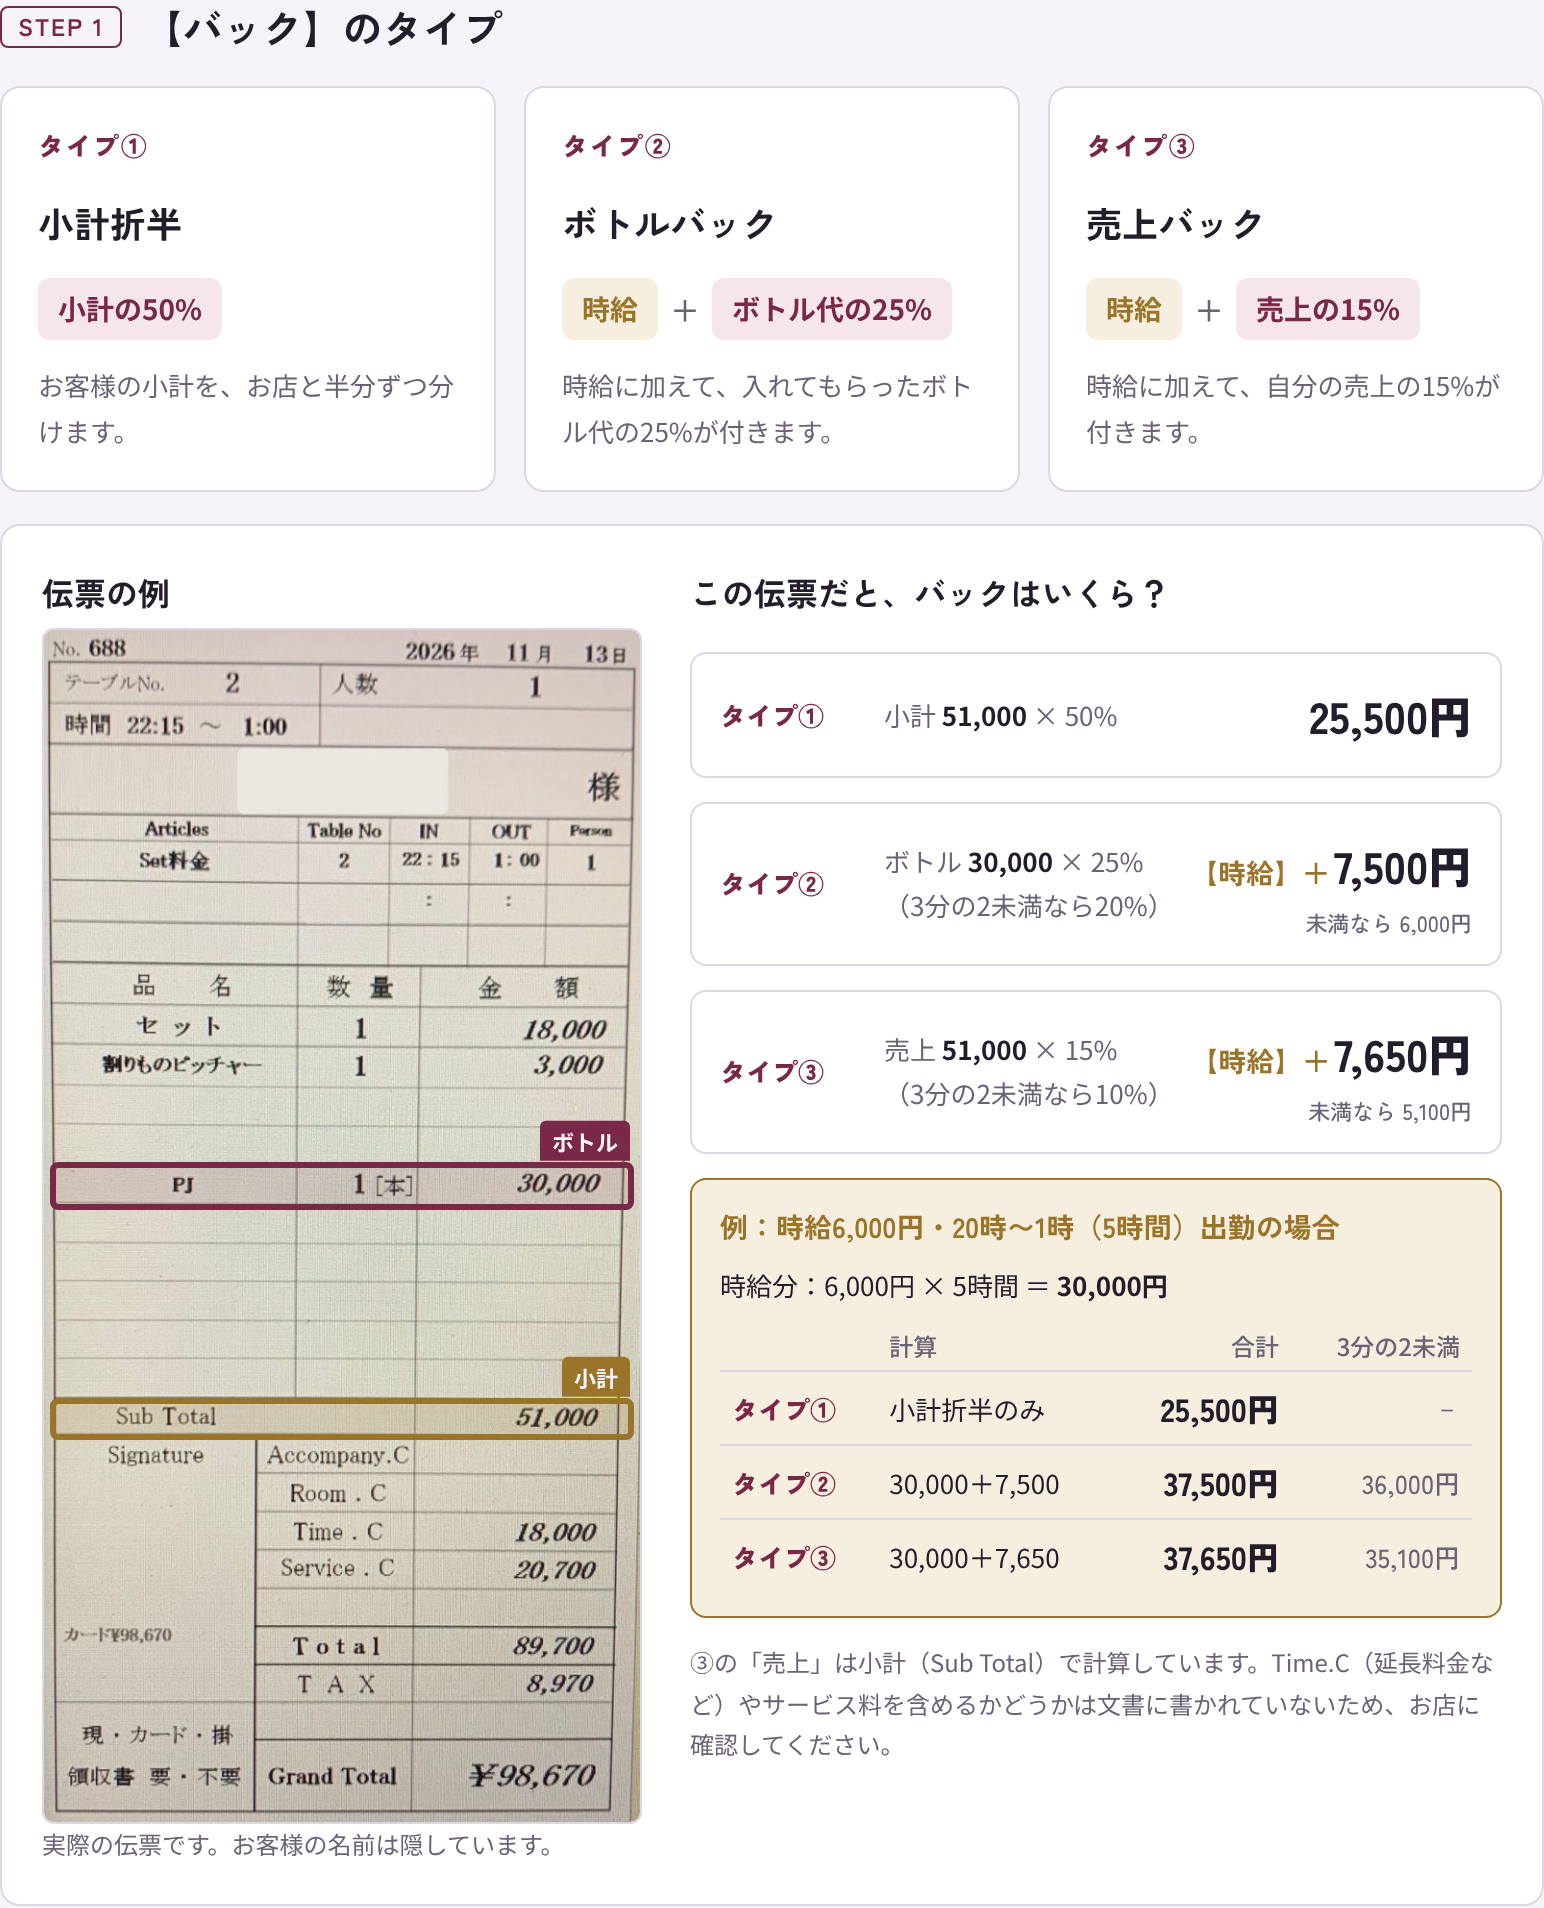 STEP 1 【バック】のタイプ
タイプ①
小計折半
小計の50%
お客様の小計を、お店と半分ずつ分
けます。
タイプ②
ボトルバック
時給 + ボトル代の25%
時給に加えて、入れてもらったボト
ル代の25%が付きます。
タイプ③
売上バック
時給 + 売上の15%
時給に加えて、自分の売上の15%が
付きます。
伝票の例
No. 688 2026年 11月 13日
テーブルNo. 2 人数 1
時間 22:15 ～ 1:00
様
Articles Table No IN OUT Person
Set料金 2 22:15 1:00 1
: :
品 名 数 量 金 額
セット 1 18,000
割りものピッチャー 1 3,000
ボトル
PJ 1 [本] 30,000
小計
Sub Total 51,000
Signature Accompany.C
Room . C
Time . C 18,000
Service . C 20,700
カード¥98,670
Total 89,700
TAX 8,970
現・カード・掛
領収書 要・不要 Grand Total ¥98,670
実際の伝票です。お客様の名前は隠しています。
この伝票だと、バックはいくら？
タイプ① 小計 51,000 × 50% 25,500円
タイプ② ボトル 30,000 × 25% 【時給】+7,500円
（3分の2未満なら20%） 未満なら 6,000円
タイプ③ 売上 51,000 × 15% 【時給】+7,650円
（3分の2未満なら10%） 未満なら 5,100円
例：時給6,000円・20時〜1時（5時間）出勤の場合
時給分：6,000円 × 5時間 ＝ 30,000円
計算 合計 3分の2未満
タイプ① 小計折半のみ 25,500円 –
タイプ② 30,000＋7,500 37,500円 36,000円
タイプ③ 30,000＋7,650 37,650円 35,100円
③の「売上」は小計（Sub Total）で計算しています。Time.C（延長料金な
ど）やサービス料を含めるかどうかは文書に書かれていないため、お店に
確認してください。